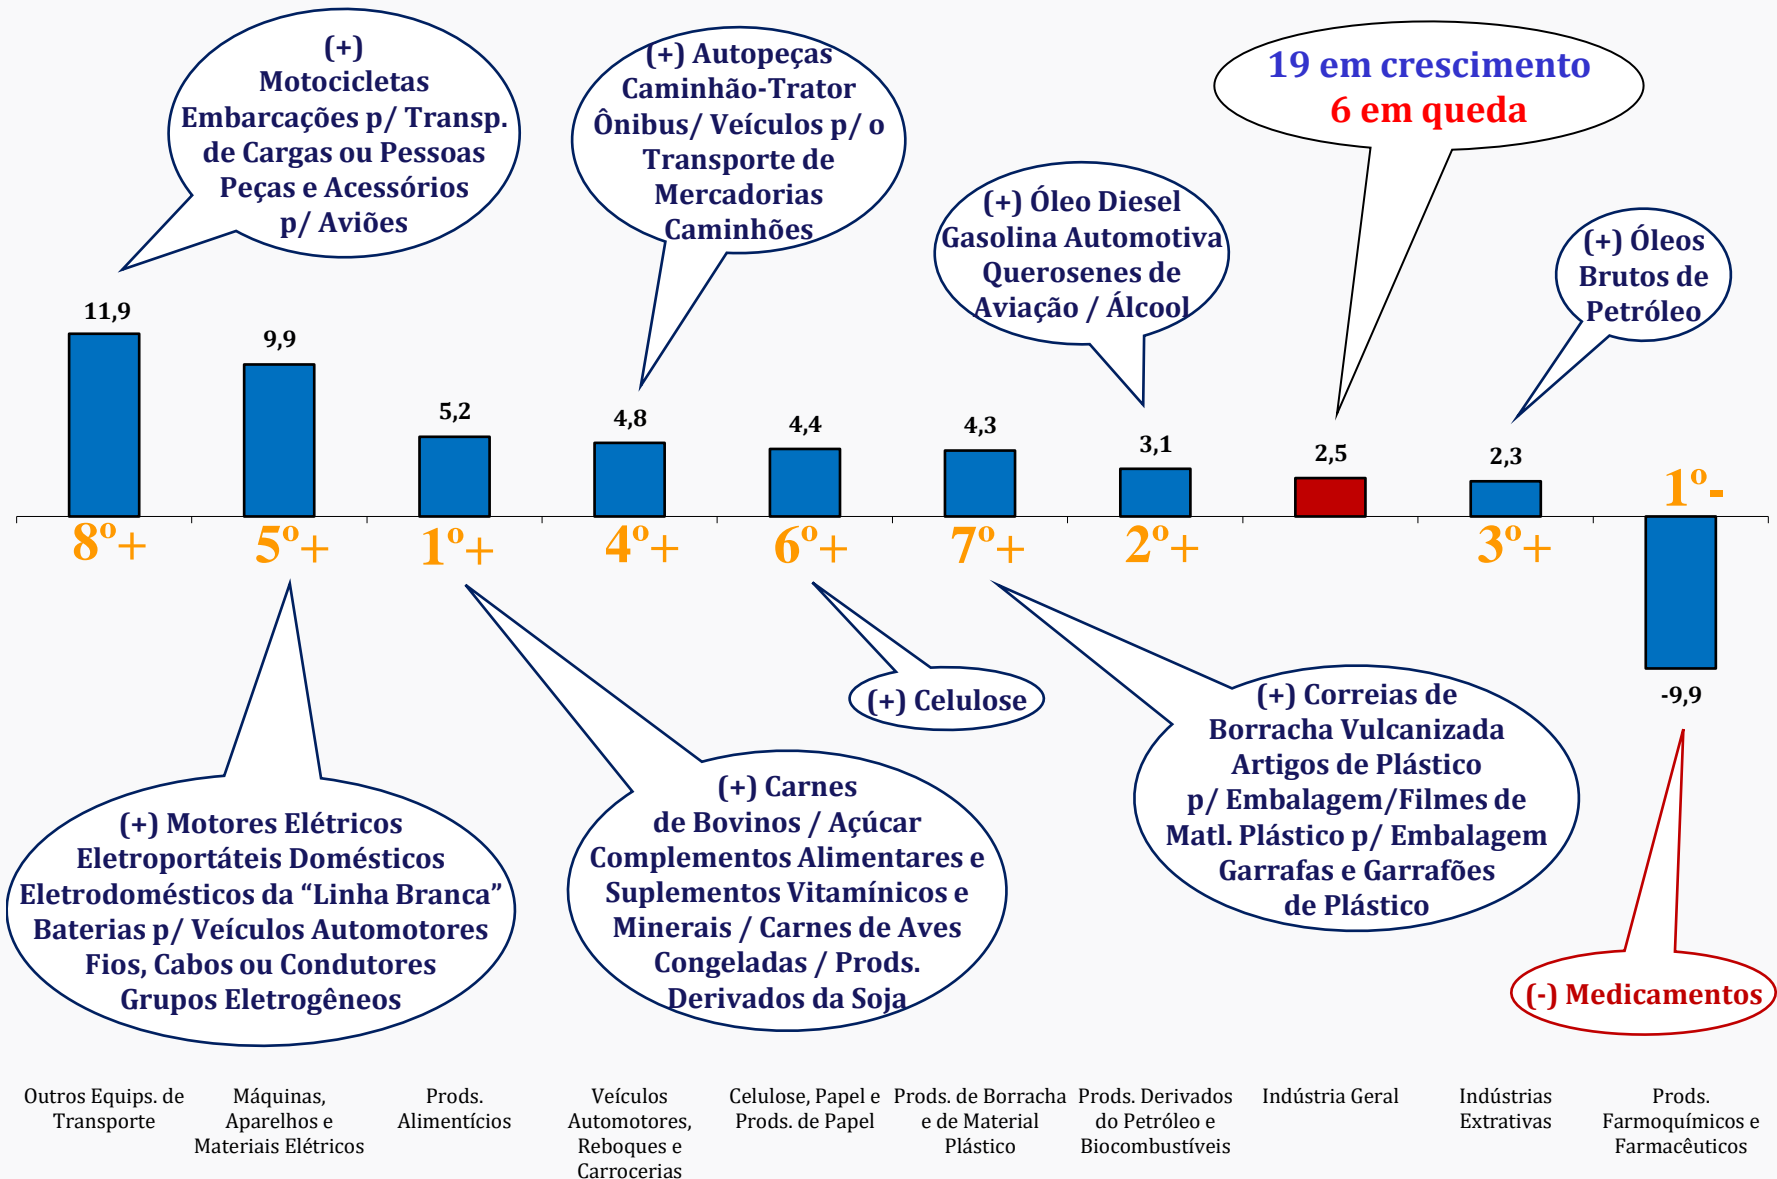 (+)
Motocicletas
Embarcações p/ Transp.
de Cargas ou Pessoas
Peças e Acessórios
p/ Aviões
(+) Autopeças
Caminhão-Trator
Ônibus/ Veículos p/ o
Transporte de
Mercadorias
Caminhões
19 em crescimento
6 em queda
(+) Óleo Diesel
Gasolina Automotiva
Querosenes de
Aviação / Álcool
(+) Óleos
Brutos de
Petróleo
11,9
9,9
5,2
4,8
4,4
4,3
3,1
2,5
2,3
1º-
8º+
5º+
1º+
4º+
6º+
7º+
2º+
3º+
-9,9
(+) Celulose
(+) Correias de
Borracha Vulcanizada
Artigos de Plástico
p/ Embalagem/Filmes de
Matl. Plástico p/ Embalagem
Garrafas e Garrafões
de Plástico
(+) Motores Elétricos
Eletroportáteis Domésticos
Eletrodomésticos da “Linha Branca”
Baterias p/ Veículos Automotores
Fios, Cabos ou Condutores
Grupos Eletrogêneos
(+) Carnes
de Bovinos / Açúcar
Complementos Alimentares e
Suplementos Vitamínicos e
Minerais / Carnes de Aves
Congeladas / Prods.
Derivados da Soja
(-) Medicamentos
Outros Equips. de
Transporte
Máquinas,
Aparelhos e
Materiais Elétricos
Prods.
Alimentícios
Veículos
Automotores,
Reboques e
Carrocerias
Celulose, Papel e
Prods. de Papel
Prods. de Borracha
e de Material
Plástico
Prods. Derivados
do Petróleo e
Biocombustíveis
Indústria Geral
Indústrias
Extrativas
Prods.
Farmoquímicos e
Farmacêuticos